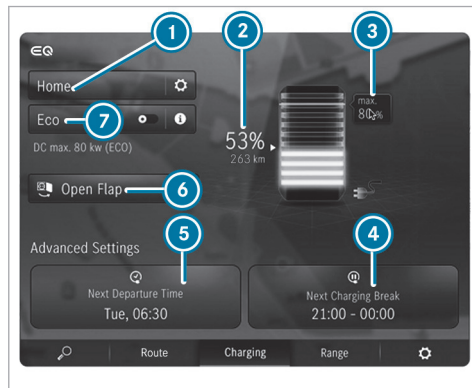 1
2
3
EQ
Home
Eco
7
DC max. 80 kw (ECO)
53%
263 km
max.
80 %
Open Flap
6
Advanced Settings
5
4
Next Departure Time
Tue, 06:30
Next Charging Break
21:00 - 00:00
Route
Charging
Range